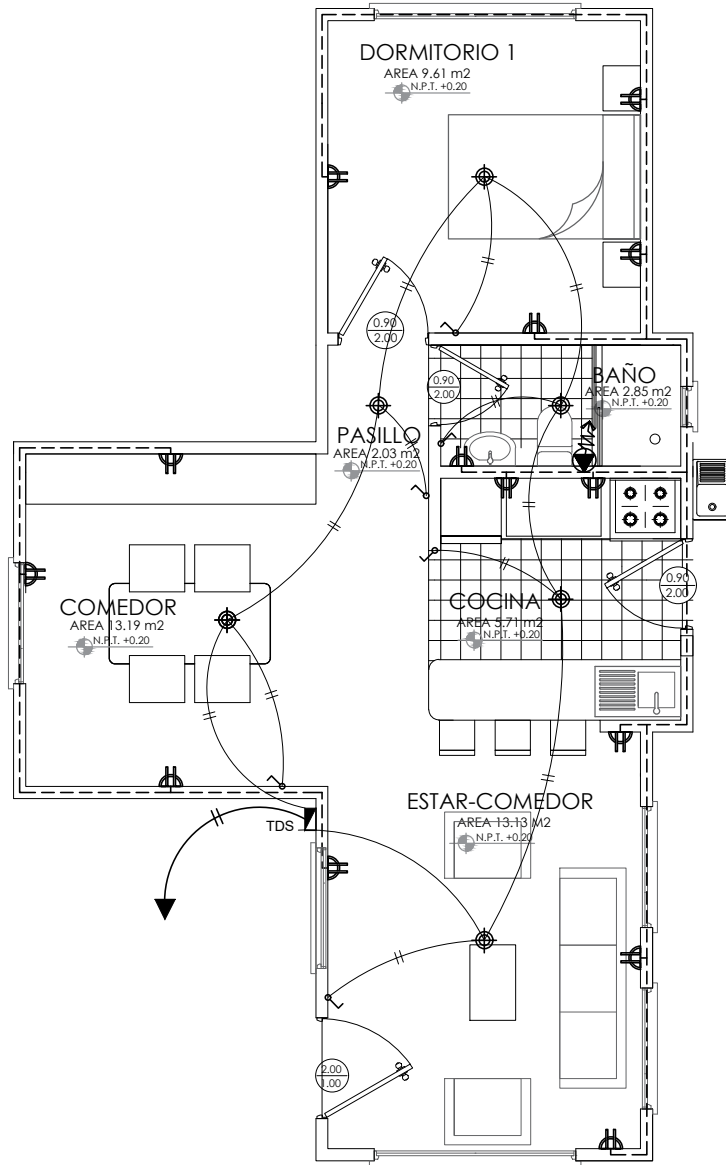 DORMITORIO 1
AREA 9.61 m2
N.P.T. +0.20
0.90
2.00
0.90
2.00
BAÑO
AREA 2.85 m2
N.P.T. +0.20
PASILLO
AREA 2.03 m2
N.P.T. +0.20
0.90
2.00
COCINA
AREA 5.71 m2
N.P.T. +0.20
COMEDOR
AREA 13.19 m2
N.P.T. +0.20
ESTAR-COMEDOR
AREA 13.13 M2
N.P.T. +0.20
TDS
2.00
1.00